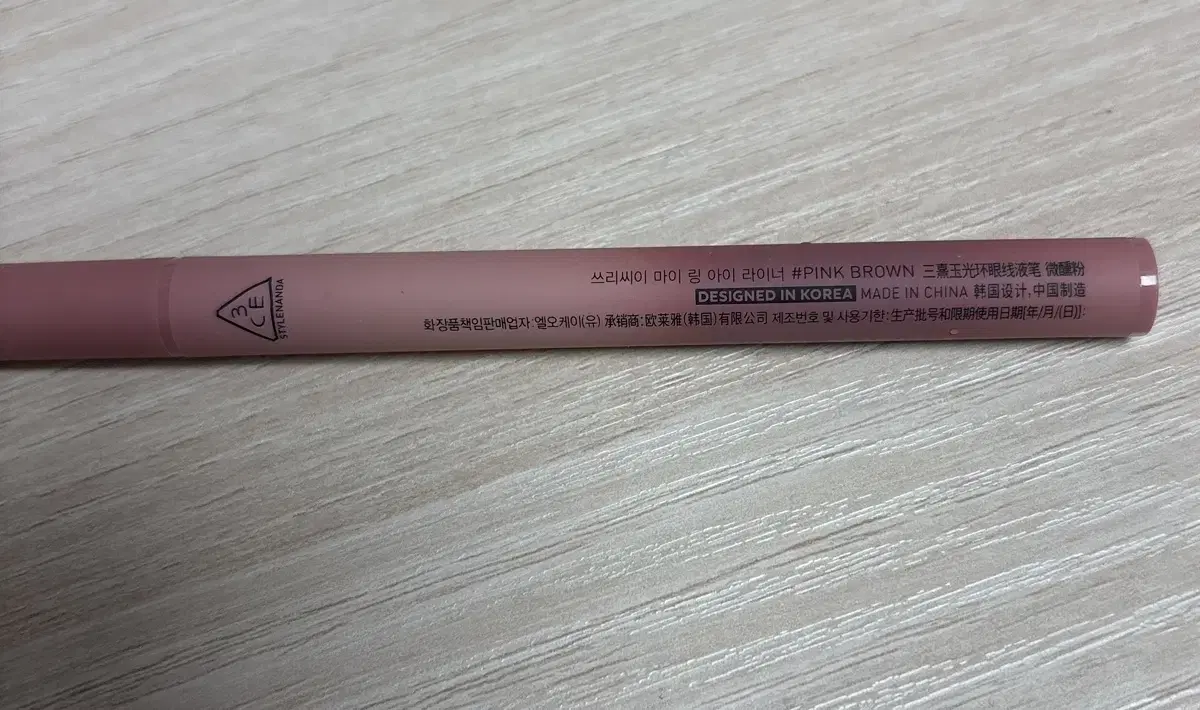 3CE
STYLENANDA
쓰리씨이 마이 링 아이 라이너 #PINK BROWN 三熹玉光环眼线液笔 微醺粉
DESIGNED IN KOREA MADE IN CHINA 韩国设计,中国制造
화장품책임판매업자:엘오케이(유) 承销商:欧莱雅(韩国)有限公司 제조번호 및 사용기한:生产批号和限期使用日期[年/月/(日)]: